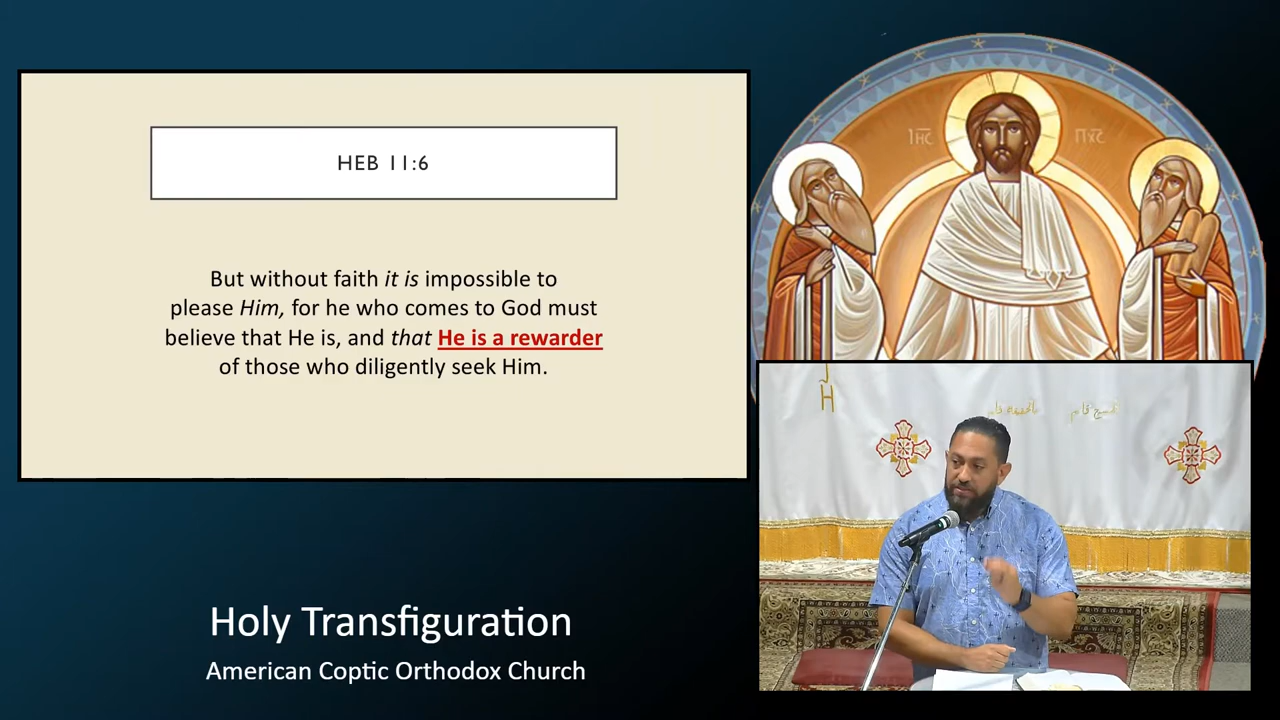 HEB 11:6
But without faith it is impossible to
please Him, for he who comes to God must
believe that He is, and that He is a rewarder
of those who diligently seek Him.
Holy Transfiguration
American Coptic Orthodox Church